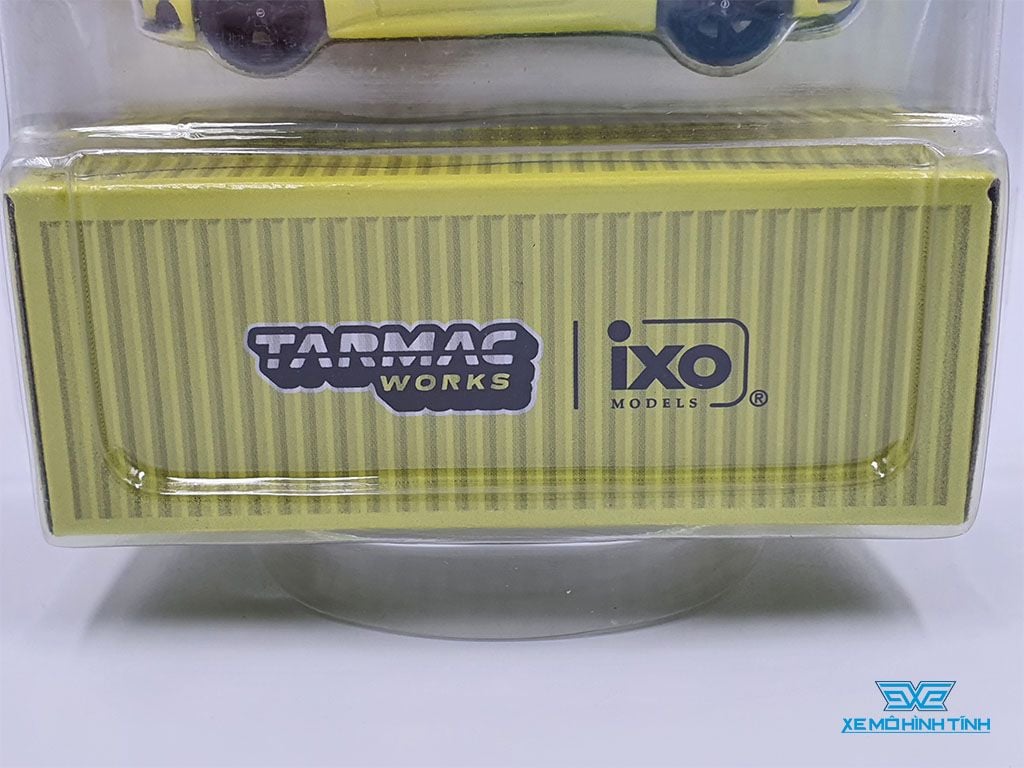 TARMAC
WORKS
ixo
MODELS
®
XE MÔ HÌNH TĨNH